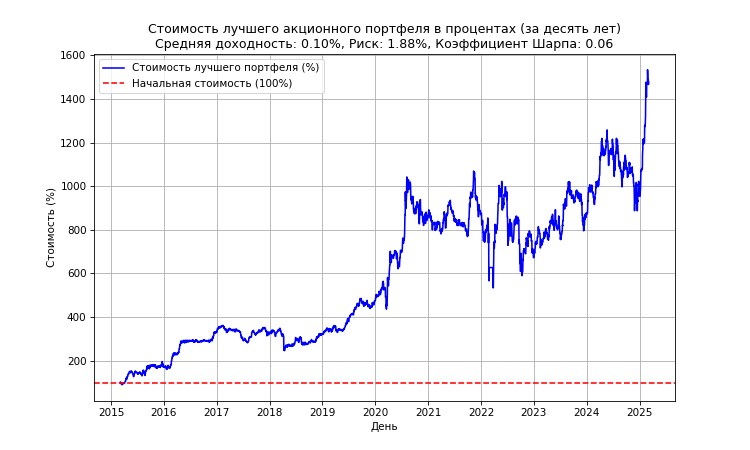 Стоимость лучшего акционного портфеля в процентах (за десять лет)
Средняя доходность: 0.10%, Риск: 1.88%, Коэффициент Шарпа: 0.06
Стоимость лучшего портфеля (%)
Начальная стоимость (100%)
Стоимость (%)
1600
1400
1200
1000
800
600
400
200
2015 2016 2017 2018 2019 2020 2021 2022 2023 2024 2025
День